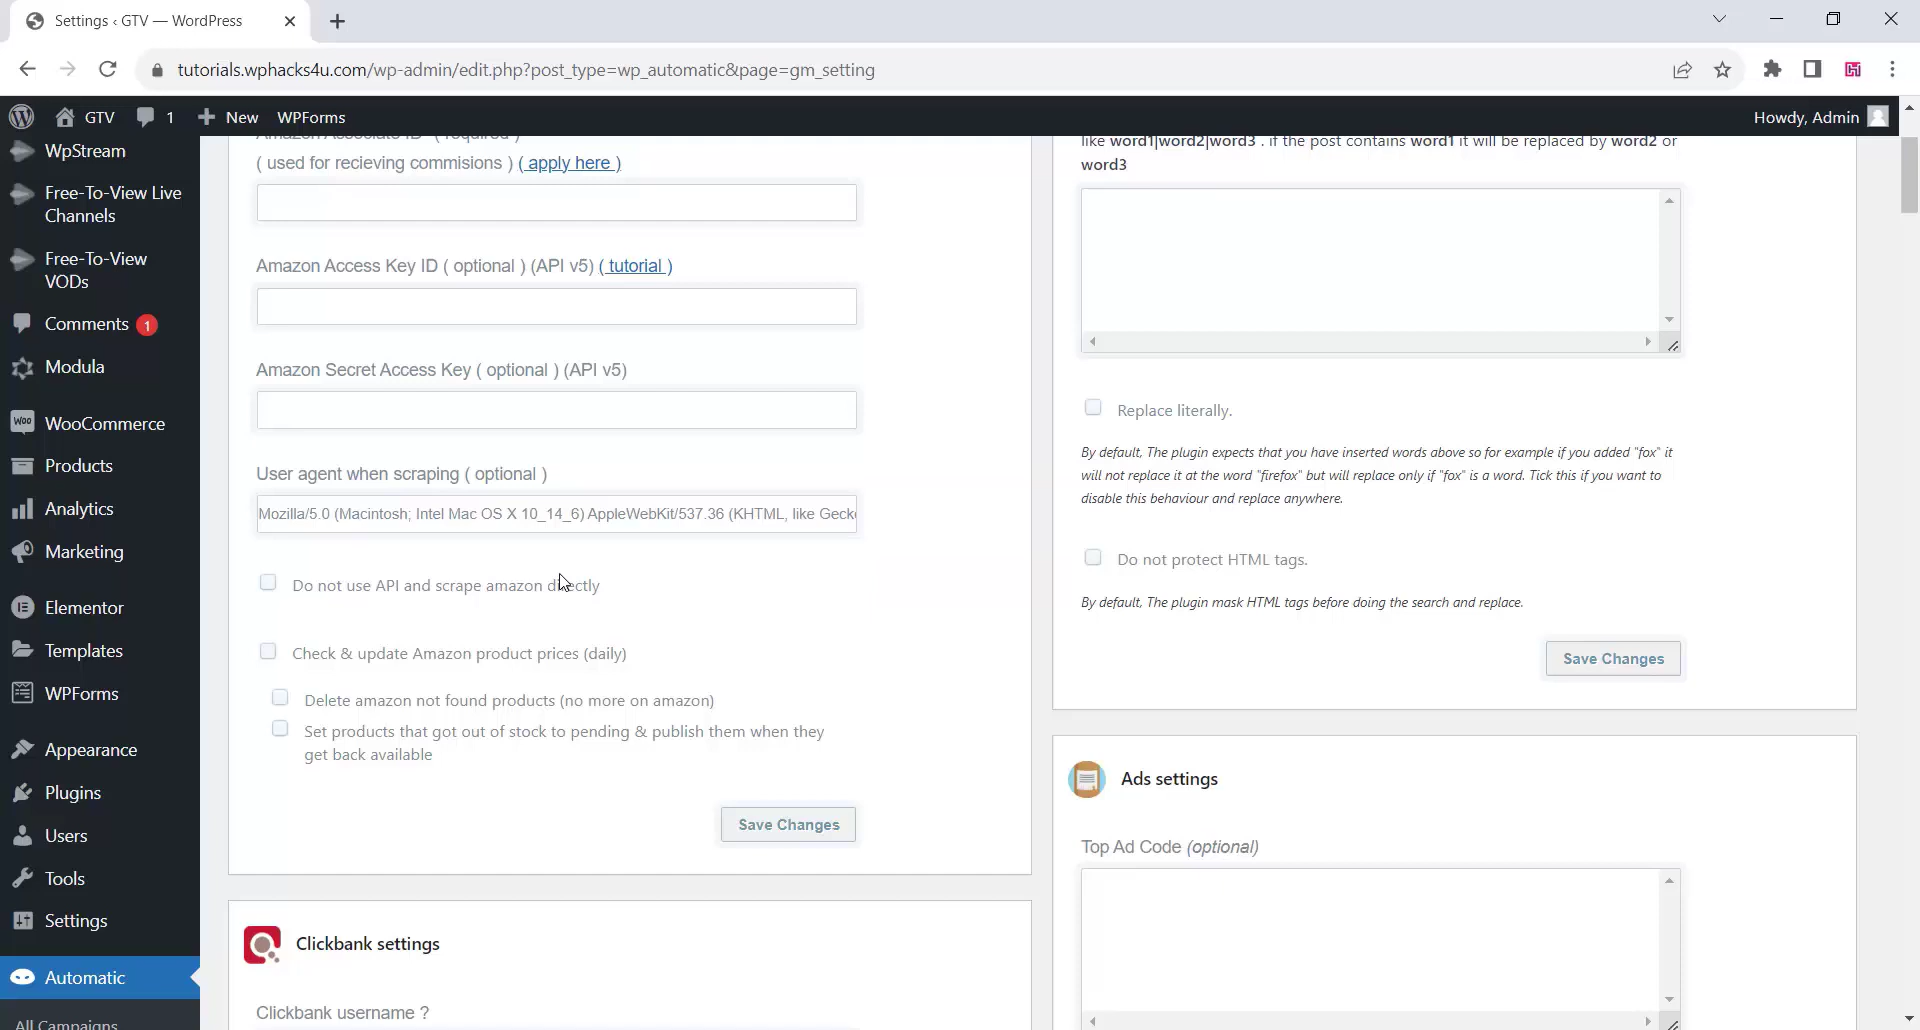 Settings ‹ GTV — WordPress
tutorials.wphacks4u.com/wp-admin/edit.php?post_type=wp_automatic&page=gm_setting
GTV
1
New
WPForms
Howdy, Admin
WpStream
Free-To-View Live
Channels
Free-To-View
VODs
Comments 1
Modula
WooCommerce
Products
Analytics
Marketing
Elementor
Templates
WPForms
Appearance
Plugins
Users
Tools
Settings
Automatic
All Campaigns
Amazon Associate ID ( required )
( used for recieving commisions ) ( apply here )
Amazon Access Key ID ( optional ) (API v5) ( tutorial )
Amazon Secret Access Key ( optional ) (API v5)
User agent when scraping ( optional )
Mozilla/5.0 (Macintosh; Intel Mac OS X 10_14_6) AppleWebKit/537.36 (KHTML, like Geck
Do not use API and scrape amazon directly
Check & update Amazon product prices (daily)
Delete amazon not found products (no more on amazon)
Set products that got out of stock to pending & publish them when they
get back available
Save Changes
Clickbank settings
Clickbank username ?
like word1|word2|word3 . if the post contains word1 it will be replaced by word2 or
word3
Replace literally.
By default, The plugin expects that you have inserted words above so for example if you added "fox" it
will not replace it at the word "firefox" but will replace only if "fox" is a word. Tick this if you want to
disable this behaviour and replace anywhere.
Do not protect HTML tags.
By default, The plugin mask HTML tags before doing the search and replace.
Save Changes
Ads settings
Top Ad Code (optional)